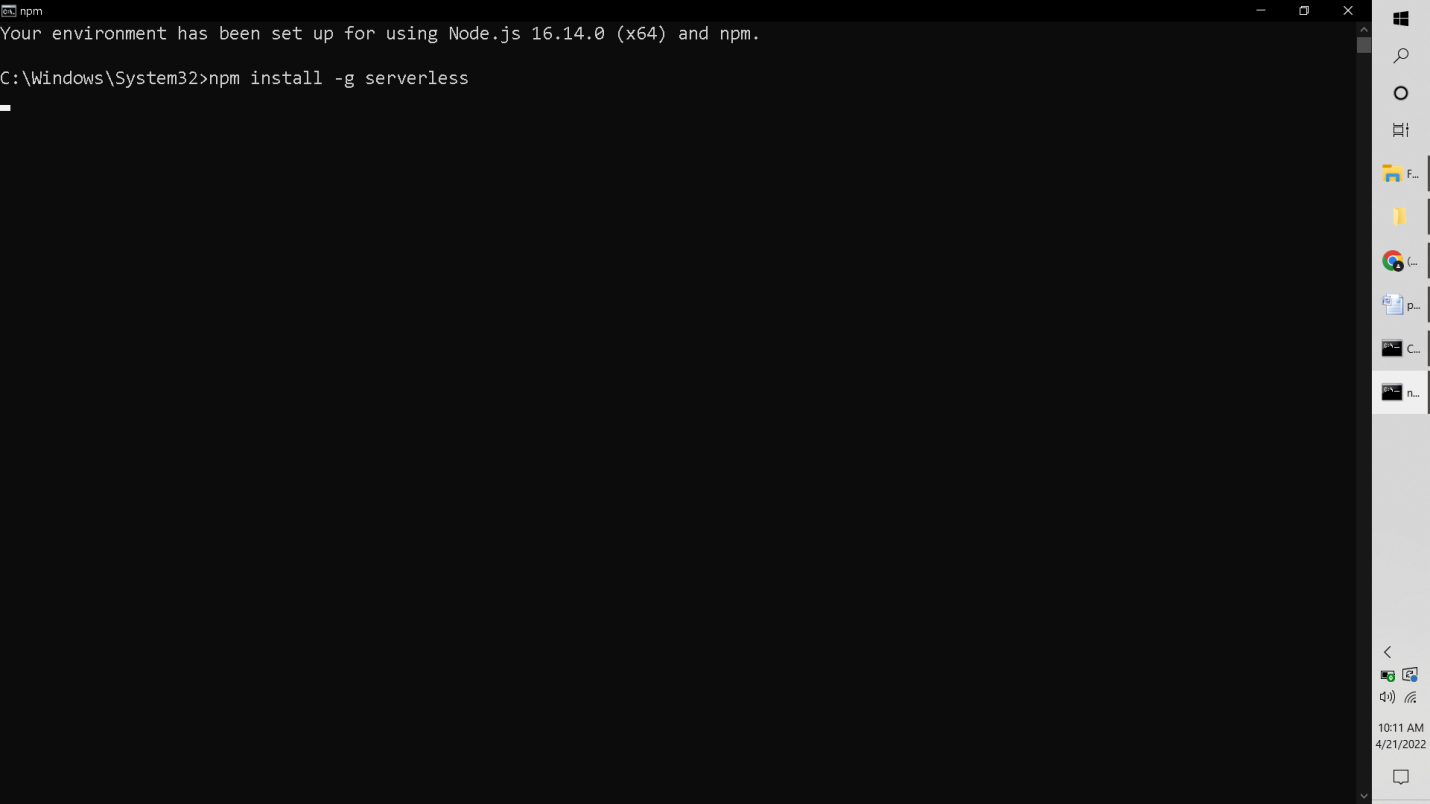 npm
Your environment has been set up for using Node.js 16.14.0 (x64) and npm.
C:\Windows\System32>npm install -g serverless
F...
(...
p...
C...
n...
10:11 AM
4/21/2022